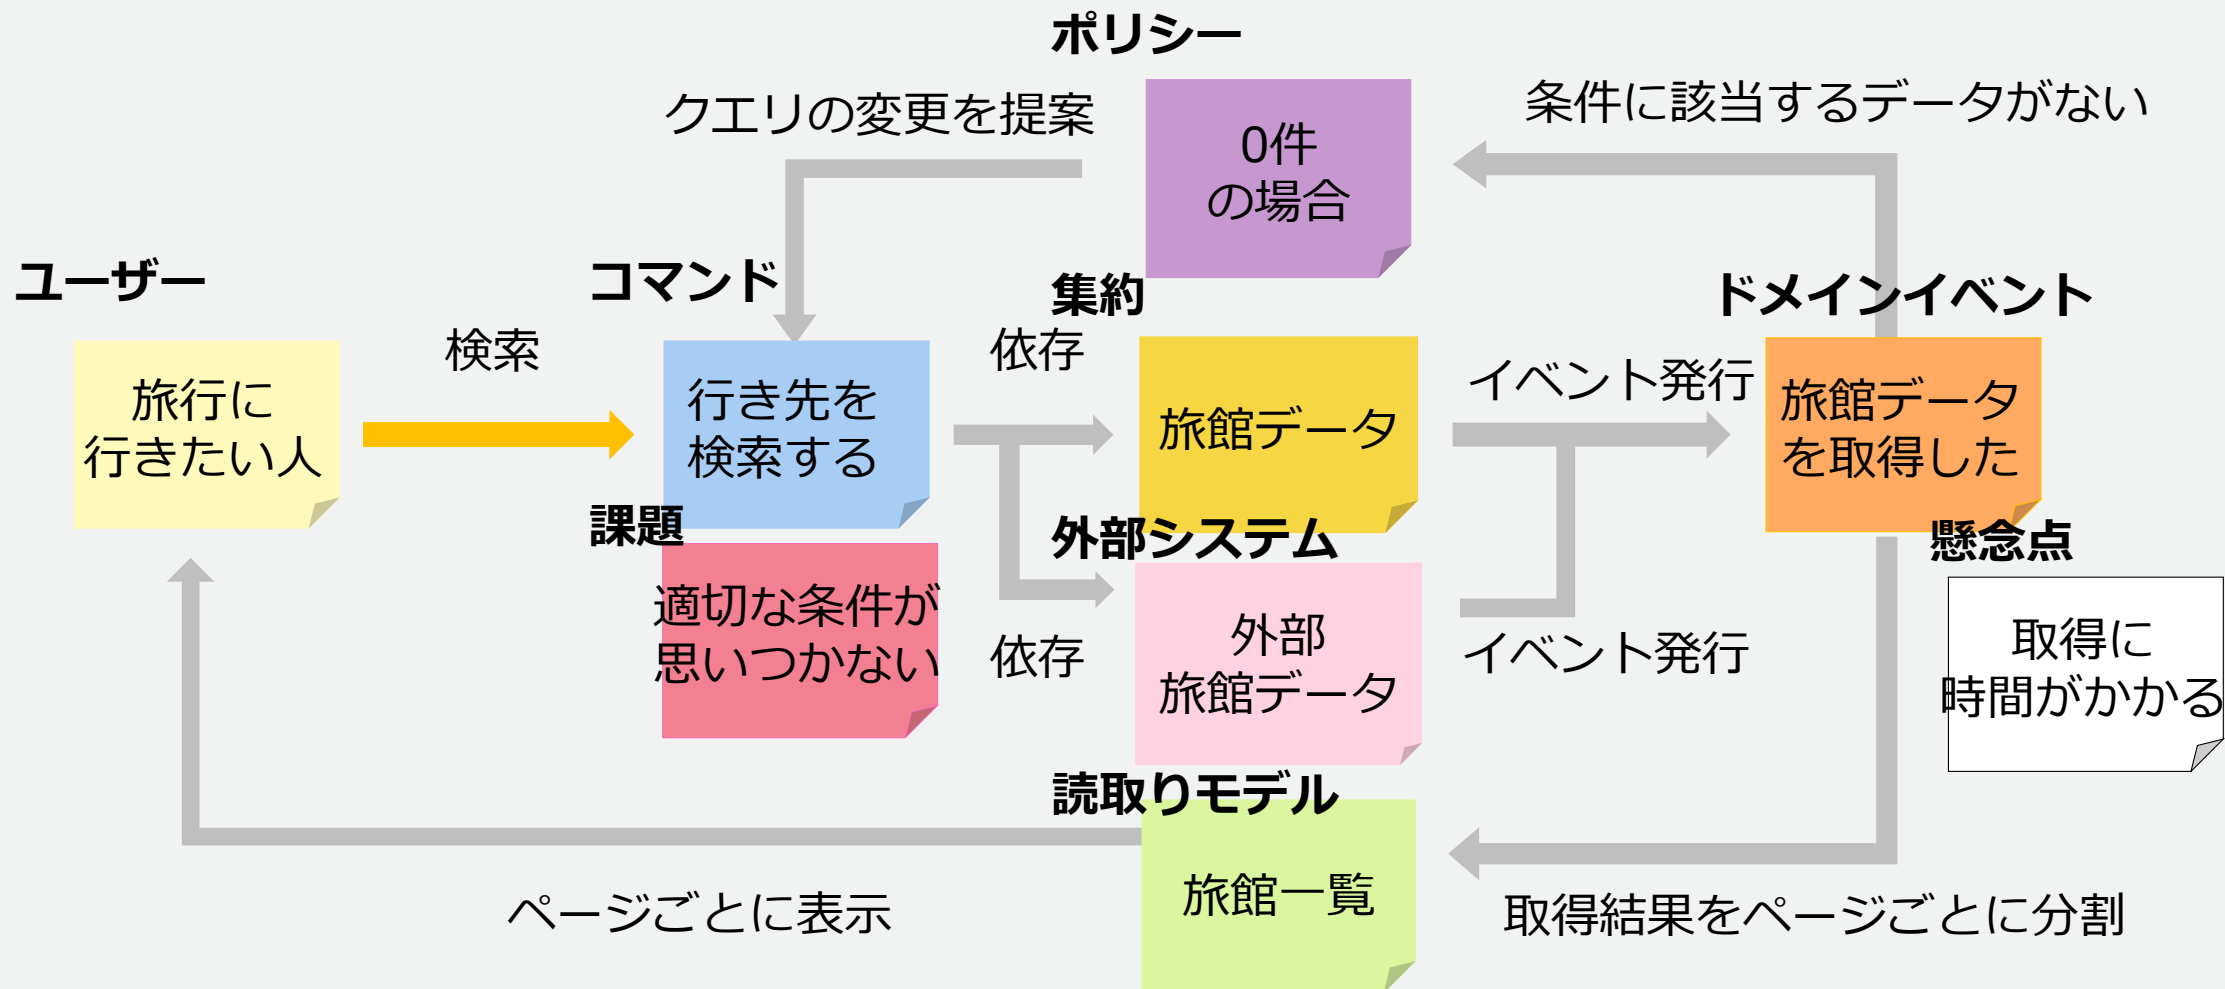 ポリシー
クエリの変更を提案
0件
の場合
条件に該当するデータがない
ユーザー
コマンド
集約
ドメインイベント
検索
依存
イベント発行
旅行に
行きたい人
行き先を
検索する
旅館データ
旅館データ
を取得した
課題
外部システム
懸念点
適切な条件が
思いつかない
依存
外部
旅館データ
イベント発行
取得に
時間がかかる
読取りモデル
旅館一覧
ページごとに表示
取得結果をページごとに分割